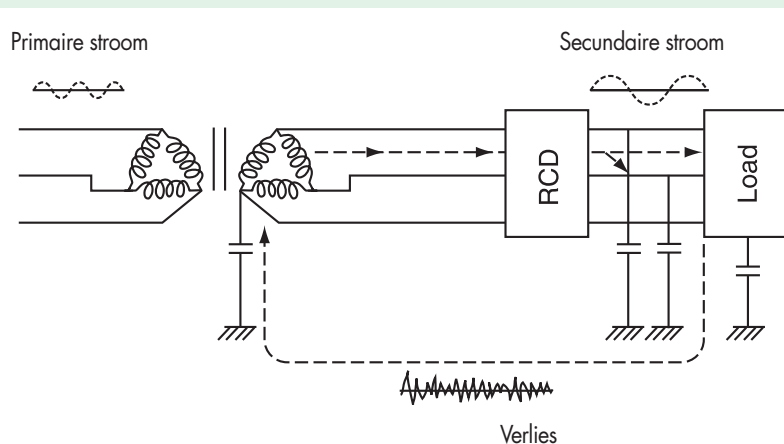 Primaire stroom
Secundaire stroom
RCD
Load
Verlies